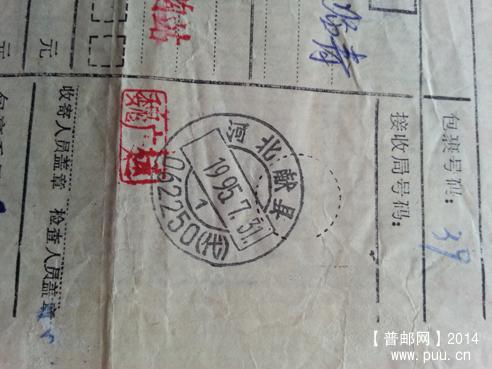 包裹号码: 39
接收局号码:
河北献县
1995.7.31
1
062250
收寄人员盖章 检查人员盖章
元
元
【普邮网】2014
www.puu.cn